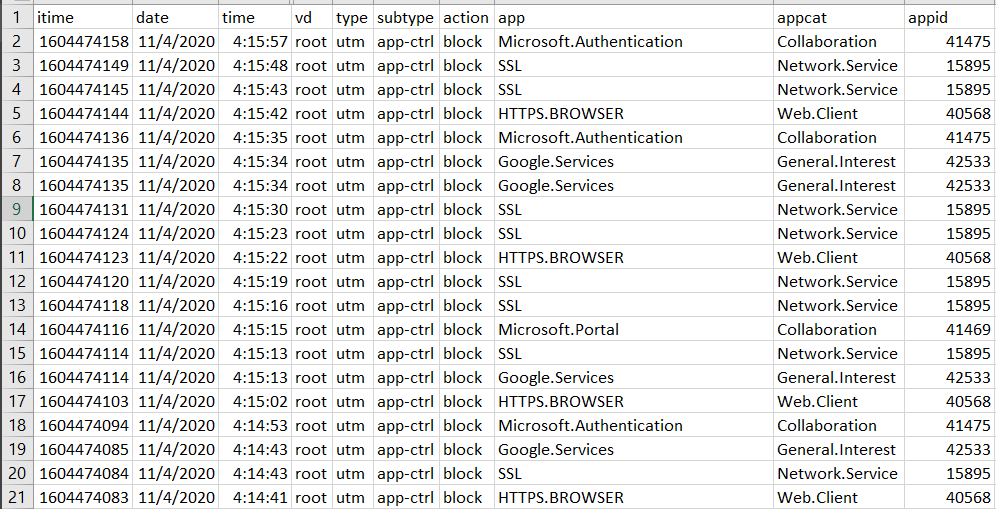 1 itime date time vd type subtype action app appcat appid
2 1604474158 11/4/2020 4:15:57 root utm app-ctrl block Microsoft.Authentication Collaboration 41475
3 1604474149 11/4/2020 4:15:48 root utm app-ctrl block SSL Network.Service 15895
4 1604474145 11/4/2020 4:15:43 root utm app-ctrl block SSL Network.Service 15895
5 1604474144 11/4/2020 4:15:42 root utm app-ctrl block HTTPS.BROWSER Web.Client 40568
6 1604474136 11/4/2020 4:15:35 root utm app-ctrl block Microsoft.Authentication Collaboration 41475
7 1604474135 11/4/2020 4:15:34 root utm app-ctrl block Google.Services General.Interest 42533
8 1604474135 11/4/2020 4:15:34 root utm app-ctrl block Google.Services General.Interest 42533
9 1604474131 11/4/2020 4:15:30 root utm app-ctrl block SSL Network.Service 15895
10 1604474124 11/4/2020 4:15:23 root utm app-ctrl block SSL Network.Service 15895
11 1604474123 11/4/2020 4:15:22 root utm app-ctrl block HTTPS.BROWSER Web.Client 40568
12 1604474120 11/4/2020 4:15:19 root utm app-ctrl block SSL Network.Service 15895
13 1604474118 11/4/2020 4:15:16 root utm app-ctrl block SSL Network.Service 15895
14 1604474116 11/4/2020 4:15:15 root utm app-ctrl block Microsoft.Portal Collaboration 41469
15 1604474114 11/4/2020 4:15:13 root utm app-ctrl block SSL Network.Service 15895
16 1604474114 11/4/2020 4:15:13 root utm app-ctrl block Google.Services General.Interest 42533
17 1604474103 11/4/2020 4:15:02 root utm app-ctrl block HTTPS.BROWSER Web.Client 40568
18 1604474094 11/4/2020 4:14:53 root utm app-ctrl block Microsoft.Authentication Collaboration 41475
19 1604474085 11/4/2020 4:14:43 root utm app-ctrl block Google.Services General.Interest 42533
20 1604474084 11/4/2020 4:14:43 root utm app-ctrl block SSL Network.Service 15895
21 1604474083 11/4/2020 4:14:41 root utm app-ctrl block HTTPS.BROWSER Web.Client 40568